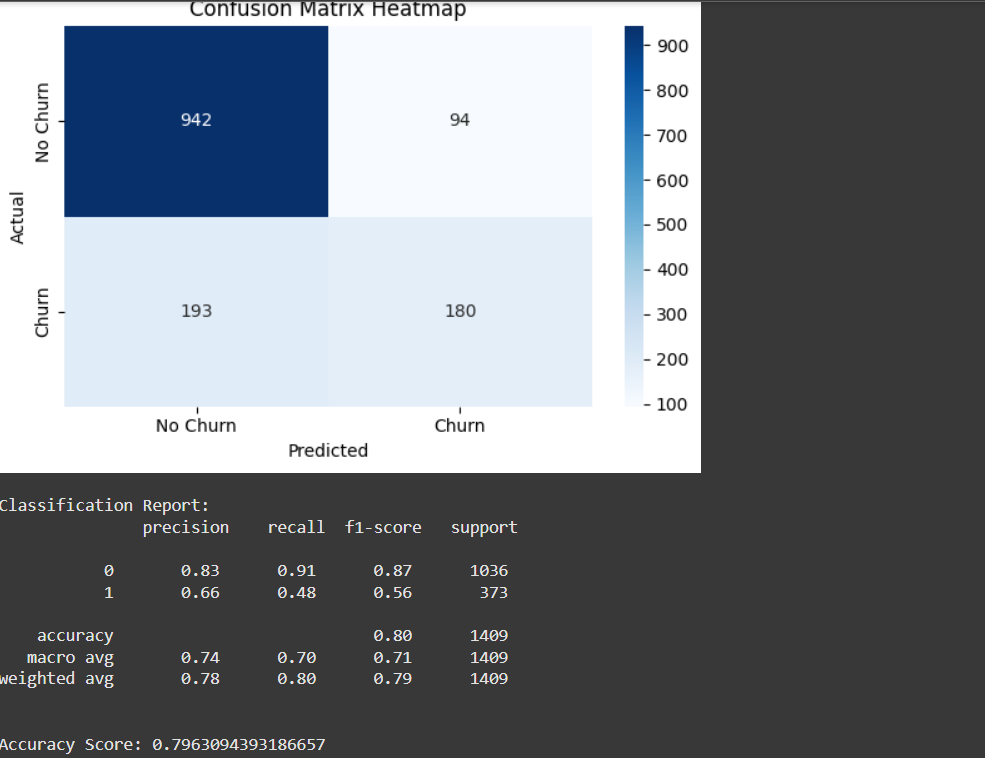 Confusion Matrix Heatmap
No Churn
Churn
Actual
942
94
193
180
No Churn
Churn
Predicted
900
800
700
600
500
400
300
200
100
Classification Report:
precision recall f1-score support
0 0.83 0.91 0.87 1036
1 0.66 0.48 0.56 373
accuracy 0.80 1409
macro avg 0.74 0.70 0.71 1409
weighted avg 0.78 0.80 0.79 1409
Accuracy Score: 0.7963094393186657